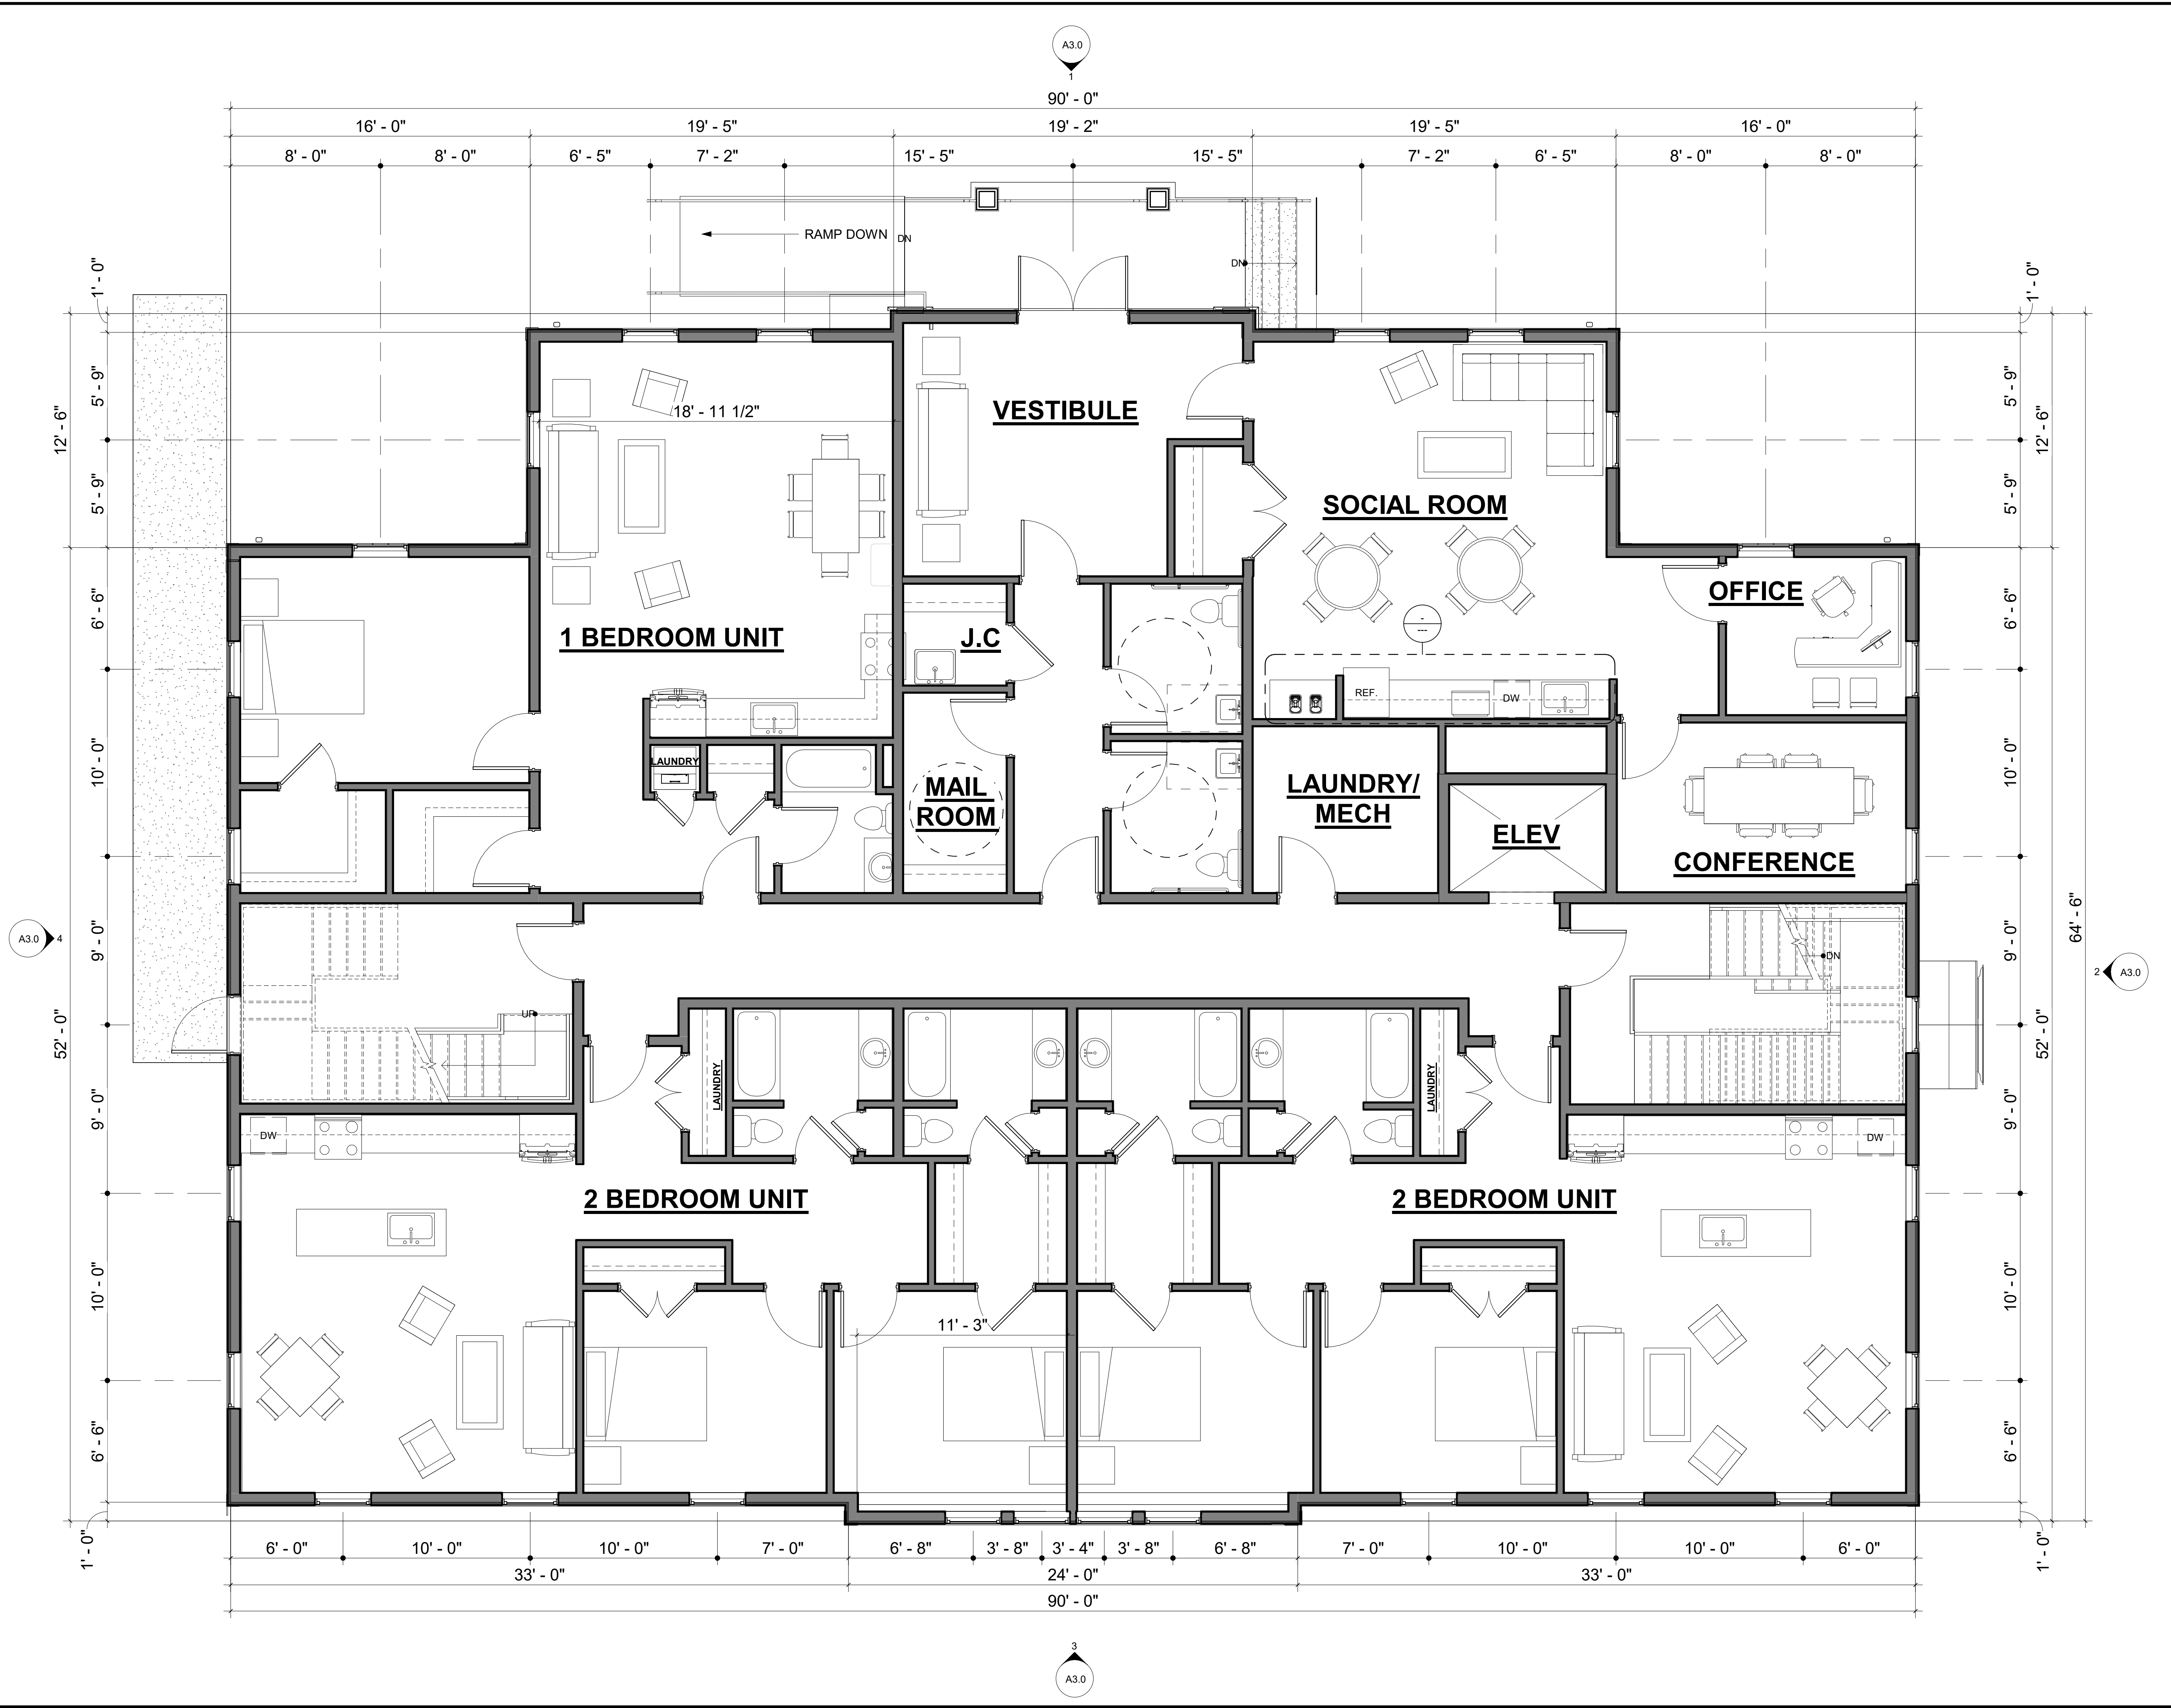 A3.0
1
90' - 0"
16' - 0" 19' - 5" 19' - 2" 19' - 5" 16' - 0"
8' - 0" 8' - 0" 6' - 5" 7' - 2" 15' - 5" 15' - 5" 7' - 2" 6' - 5" 8' - 0" 8' - 0"
RAMP DOWN
DN
DN
1' - 0"
1' - 0"
5' - 9"
5' - 9"
12' - 6"
12' - 6"
18' - 11 1/2"
VESTIBULE
5' - 9"
5' - 9"
SOCIAL ROOM
6' - 6"
OFFICE
6' - 6"
1 BEDROOM UNIT
J.C
-
---
REF.
DW
10' - 0"
LAUNDRY
MAIL
ROOM
LAUNDRY/
MECH
ELEV
CONFERENCE
10' - 0"
A3.0 4
9' - 0"
9' - 0"
64' - 6"
DN
2 A3.0
UP
52' - 0"
52' - 0"
9' - 0"
LAUNDRY
LAUNDRY
9' - 0"
DW
DW
2 BEDROOM UNIT
2 BEDROOM UNIT
10' - 0"
10' - 0"
11' - 3"
6' - 6"
6' - 6"
1' - 0"
1' - 0"
6' - 0" 10' - 0" 10' - 0" 7' - 0" 6' - 8" 3' - 8" 3' - 4" 3' - 8" 6' - 8" 7' - 0" 10' - 0" 10' - 0" 6' - 0"
33' - 0" 24' - 0" 33' - 0"
90' - 0"
3
A3.0